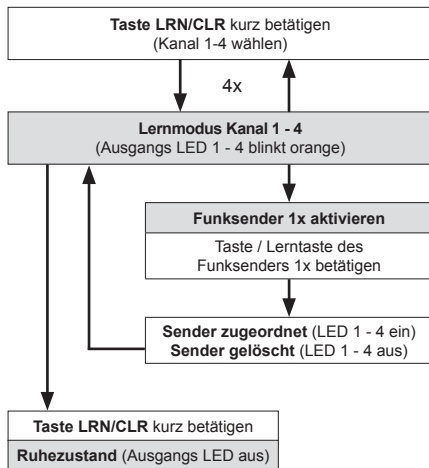 Taste LRN/CLR kurz betätigen
(Kanal 1-4 wählen)
4x
Lernmodus Kanal 1 - 4
(Ausgangs LED 1 - 4 blinkt orange)
Funksender 1x aktivieren
Taste / Lerntaste des
Funksenders 1x betätigen
Sender zugeordnet (LED 1 - 4 ein)
Sender gelöscht (LED 1 - 4 aus)
Taste LRN/CLR kurz betätigen
Ruhezustand (Ausgangs LED aus)